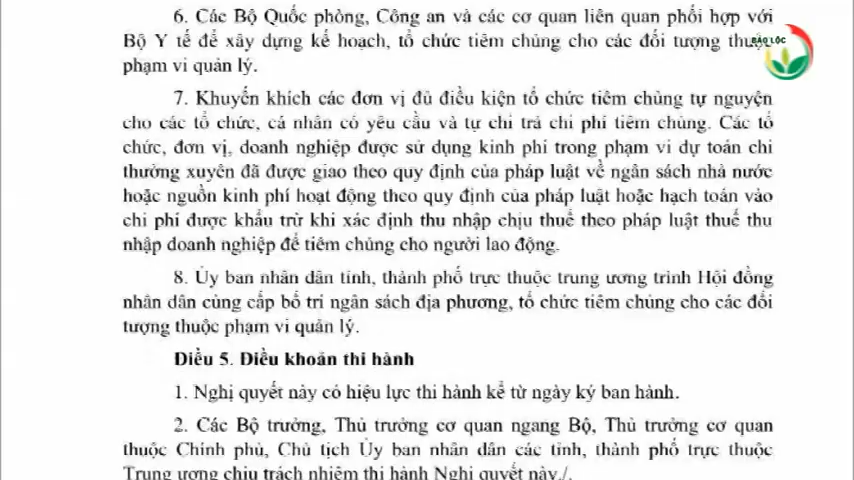 6. Các Bộ Quốc phòng, Công an và các cơ quan liên quan phối hợp với
Bộ Y tế để xây dựng kế hoạch, tổ chức tiêm chủng cho các đối tượng thuộc
phạm vi quản lý.
BẢO LỘC
7. Khuyến khích các đơn vị đủ điều kiện tổ chức tiêm chủng tự nguyện
cho các tổ chức, cá nhân có yêu cầu và tự chi trả chi phí tiêm chủng. Các tổ
chức, đơn vị, doanh nghiệp được sử dụng kinh phí trong phạm vi dự toán chi
thường xuyên đã được giao theo quy định của pháp luật về ngân sách nhà nước
hoặc nguồn kinh phí hoạt động theo quy định của pháp luật hoặc hạch toán vào
chi phí được khấu trừ khi xác định thu nhập chịu thuế theo pháp luật thuế thu
nhập doanh nghiệp để tiêm chủng cho người lao động.
8. Ủy ban nhân dân tỉnh, thành phố trực thuộc trung ương trình Hội đồng
nhân dân cùng cấp bố trí ngân sách địa phương, tổ chức tiêm chủng cho các đối
tượng thuộc phạm vi quản lý.
Điều 5. Điều khoản thi hành
1. Nghị quyết này có hiệu lực thi hành kể từ ngày ký ban hành.
2. Các Bộ trưởng, Thủ trưởng cơ quan ngang Bộ, Thủ trưởng cơ quan
thuộc Chính phủ, Chủ tịch Ủy ban nhân dân các tỉnh, thành phố trực thuộc
Trung ương chịu trách nhiệm thi hành Nghị quyết này./.